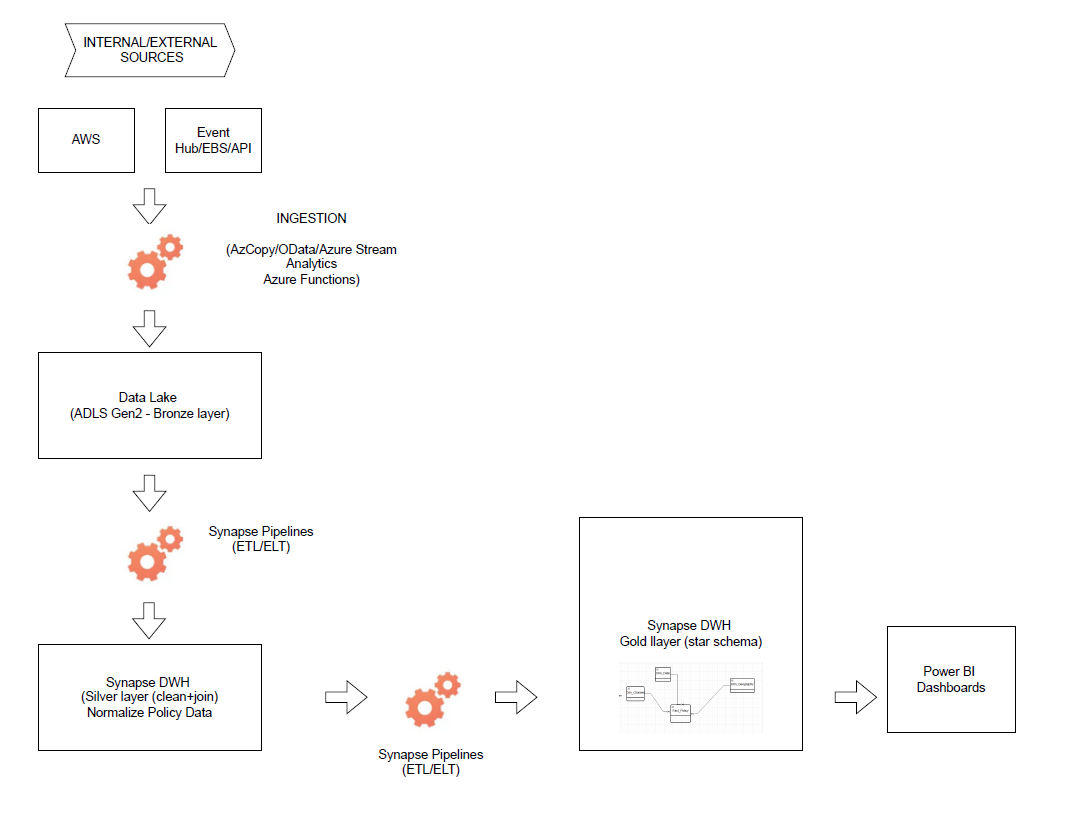 INTERNAL/EXTERNAL
SOURCES
AWS
Event
Hub/EBS/API
INGESTION
(AzCopy/OData/Azure Stream
Analytics
Azure Functions)
Data Lake
(ADLS Gen2 - Bronze layer)
Synapse Pipelines
(ETL/ELT)
Synapse DWH
(Silver layer (clean+join)
Normalize Policy Data
Synapse Pipelines
(ETL/ELT)
Synapse DWH
Gold llayer (star schema)
Fact_Policy
Power BI
Dashboards